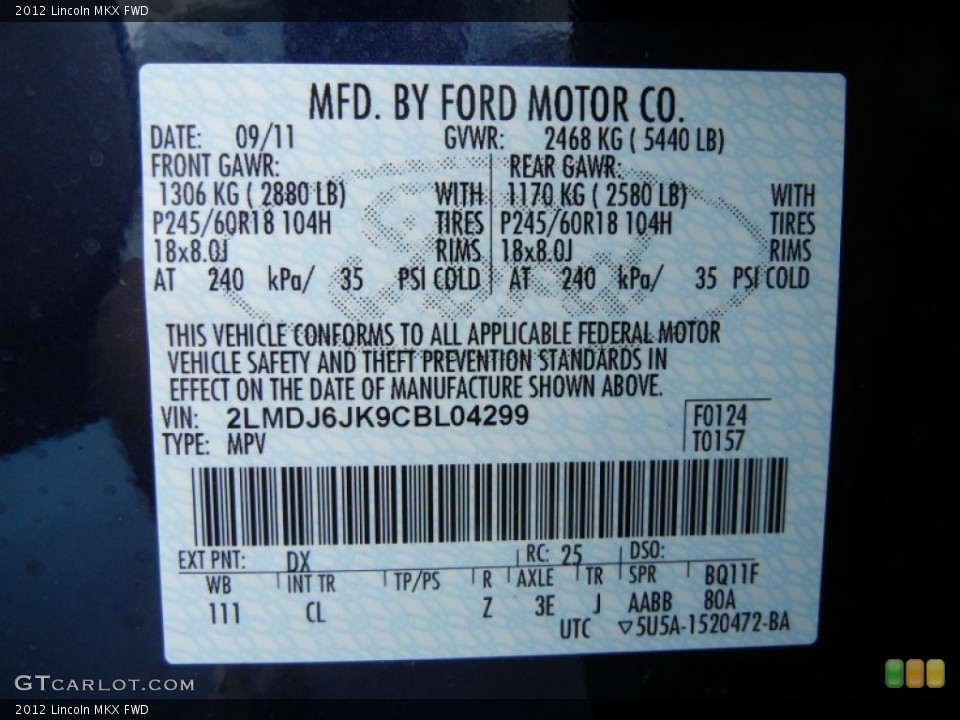 2012 Lincoln MKX FWD
MFD. BY FORD MOTOR CO.
DATE: 09/11 GVWR: 2468 KG ( 5440 LB)
FRONT GAWR: REAR GAWR:
1306 KG ( 2880 LB) WITH 1170 KG ( 2580 LB) WITH
P245/60R18 104H TIRES P245/60R18 104H TIRES
18x8.0J RIMS 18x8.0J RIMS
AT 240 kPa/ 35 PSI COLD AT 240 kPa/ 35 PSI COLD
Ford
THIS VEHICLE CONFORMS TO ALL APPLICABLE FEDERAL MOTOR
VEHICLE SAFETY AND THEFT PREVENTION STANDARDS IN
EFFECT ON THE DATE OF MANUFACTURE SHOWN ABOVE.
VIN: 2LMDJ6JK9CBL04299 F0124
TYPE: MPV T0157
EXT PNT: DX RC: 25 DSO:
WB INT TR TP/PS R AXLE TR SPR BQ11F
111 CL Z 3E J AABB 80A
UTC ▽5U5A-1520472-BA
GTCARLOT.COM
2012 Lincoln MKX FWD